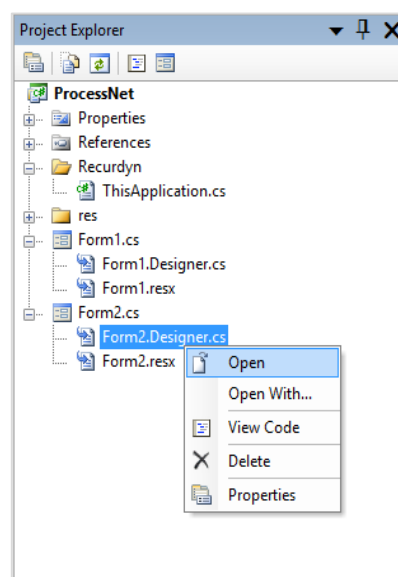 Project Explorer
ProcessNet
Properties
References
Recurdyn
ThisApplication.cs
res
Form1.cs
Form1.Designer.cs
Form1.resx
Form2.cs
Form2.Designer.cs
Form2.resx
Open
Open With...
View Code
Delete
Properties